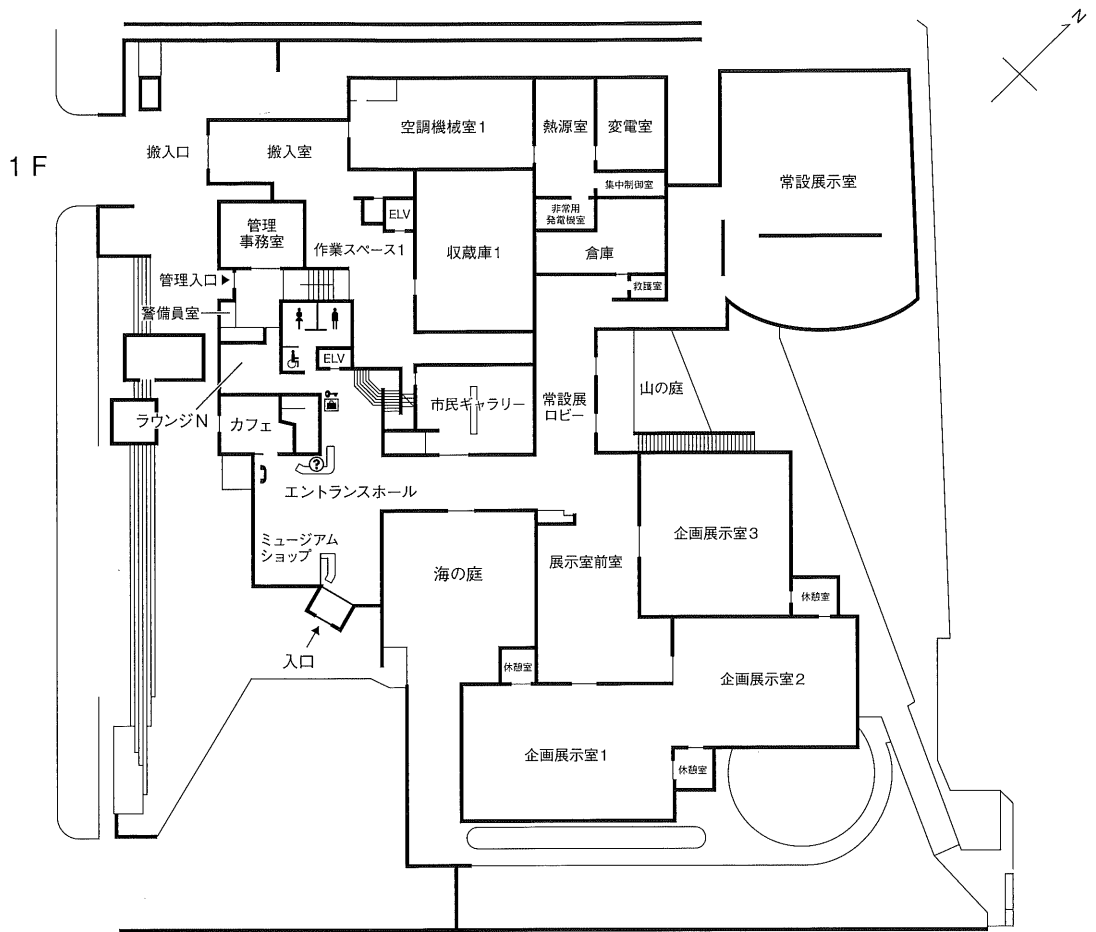 N
1F
空調機械室1
熱源室
変電室
搬入口
搬入室
常設展示室
集中制御室
ELV
非常用
発電機室
管理
事務室
作業スペース1
収蔵庫1
倉庫
管理入口
救護室
警備員室
ELV
山の庭
常設展
ロビー
市民ギャラリー
ラウンジN
カフェ
?
エントランスホール
企画展示室3
ミュージアム
ショップ
海の庭
展示室前室
休憩室
入口
休憩室
企画展示室2
企画展示室1
休憩室